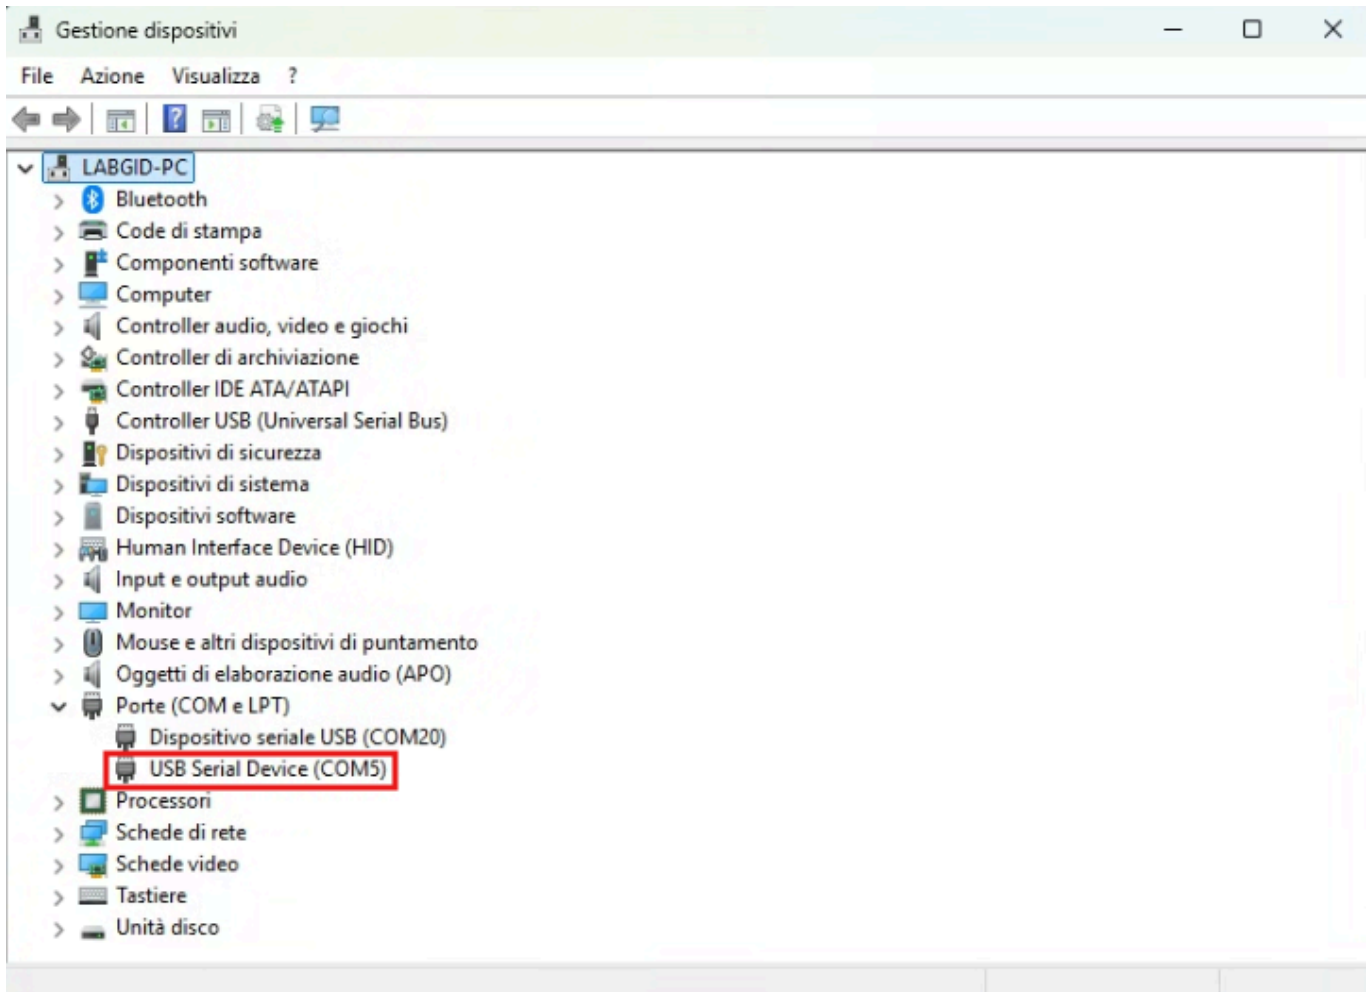 Gestione dispositivi
File Azione Visualizza ?
?
LABGID-PC
Bluetooth
Code di stampa
Componenti software
Computer
Controller audio, video e giochi
Controller di archiviazione
Controller IDE ATA/ATAPI
Controller USB (Universal Serial Bus)
Dispositivi di sicurezza
Dispositivi di sistema
Dispositivi software
Human Interface Device (HID)
Input e output audio
Monitor
Mouse e altri dispositivi di puntamento
Oggetti di elaborazione audio (APO)
Porte (COM e LPT)
Dispositivo seriale USB (COM20)
USB Serial Device (COM5)
Processori
Schede di rete
Schede video
Tastiere
Unità disco